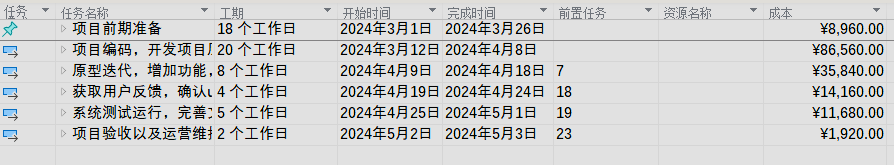 任务 任务名称 工期 开始时间 完成时间 前置任务 资源名称 成本
项目前期准备 18 个工作日 2024年3月1日 2024年3月26日 ¥8,960.00
项目编码，开发项目 20 个工作日 2024年3月12日 2024年4月8日 ¥86,560.00
原型迭代，增加功能， 8 个工作日 2024年4月9日 2024年4月18日 7 ¥35,840.00
获取用户反馈，确认u 4 个工作日 2024年4月19日 2024年4月24日 18 ¥14,160.00
系统测试运行，完善 5 个工作日 2024年4月25日 2024年5月1日 19 ¥11,680.00
项目验收以及运营维 2 个工作日 2024年5月2日 2024年5月3日 23 ¥1,920.00